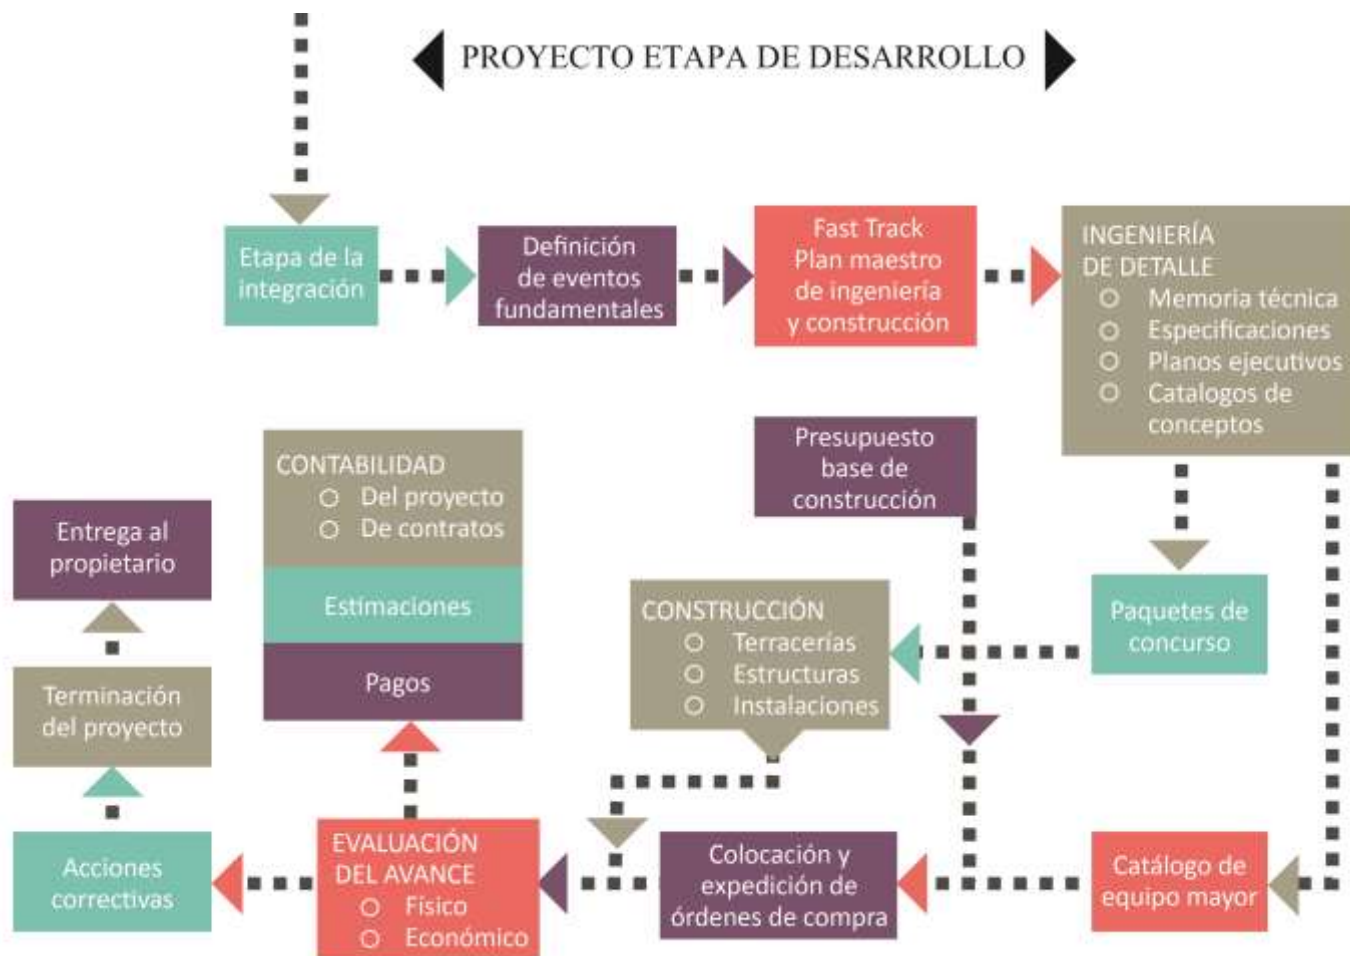 PROYECTO ETAPA DE DESARROLLO
Etapa de la
integración
Definición
de eventos
fundamentales
Fast Track
Plan maestro
de ingeniería
y construcción
INGENIERÍA
DE DETALLE
Memoria técnica
Especificaciones
Planos ejecutivos
Catalogos de
conceptos
Presupuesto
base de
construcción
CONTABILIDAD
Del proyecto
De contratos
Estimaciones
Pagos
Entrega al
propietario
CONSTRUCCIÓN
Terracerías
Estructuras
Instalaciones
Paquetes de
concurso
Terminación
del proyecto
Acciones
correctivas
EVALUACIÓN
DEL AVANCE
Físico
Económico
Colocación y
expedición de
órdenes de compra
Catálogo de
equipo mayor